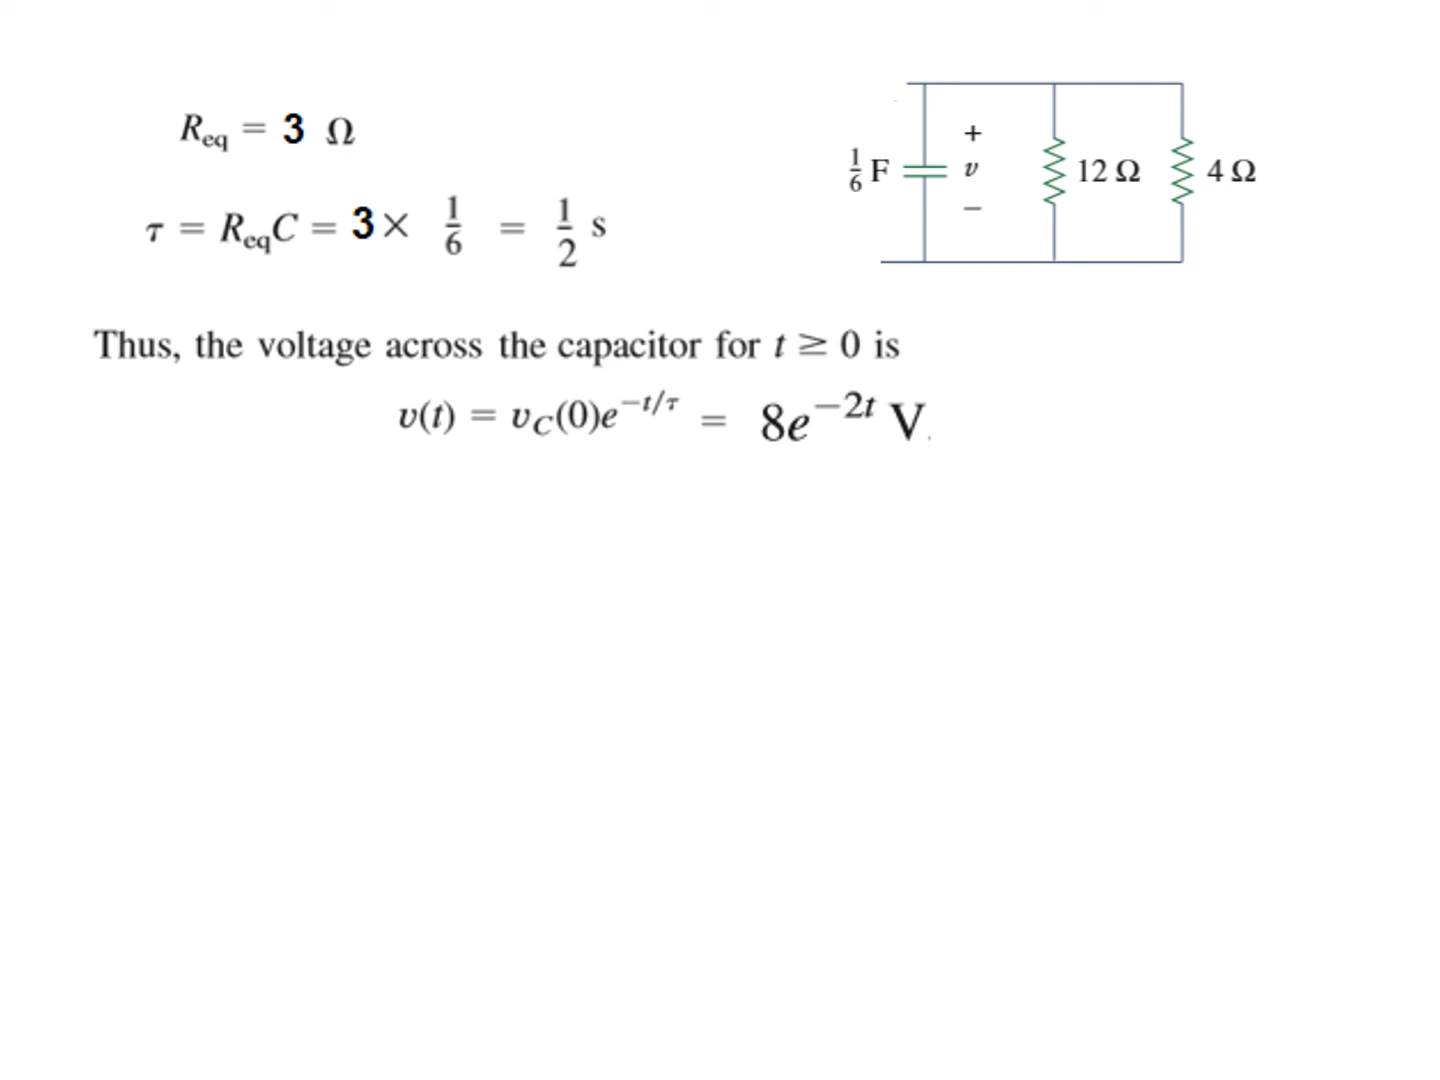 R_eq = 3 Ω
τ = R_eqC = 3 × 1/6 = 1/2 s
1/6 F
+
v
−
12 Ω
4 Ω
Thus, the voltage across the capacitor for t ≥ 0 is
v(t) = v_C(0)e^−t/τ = 8e^−2t V